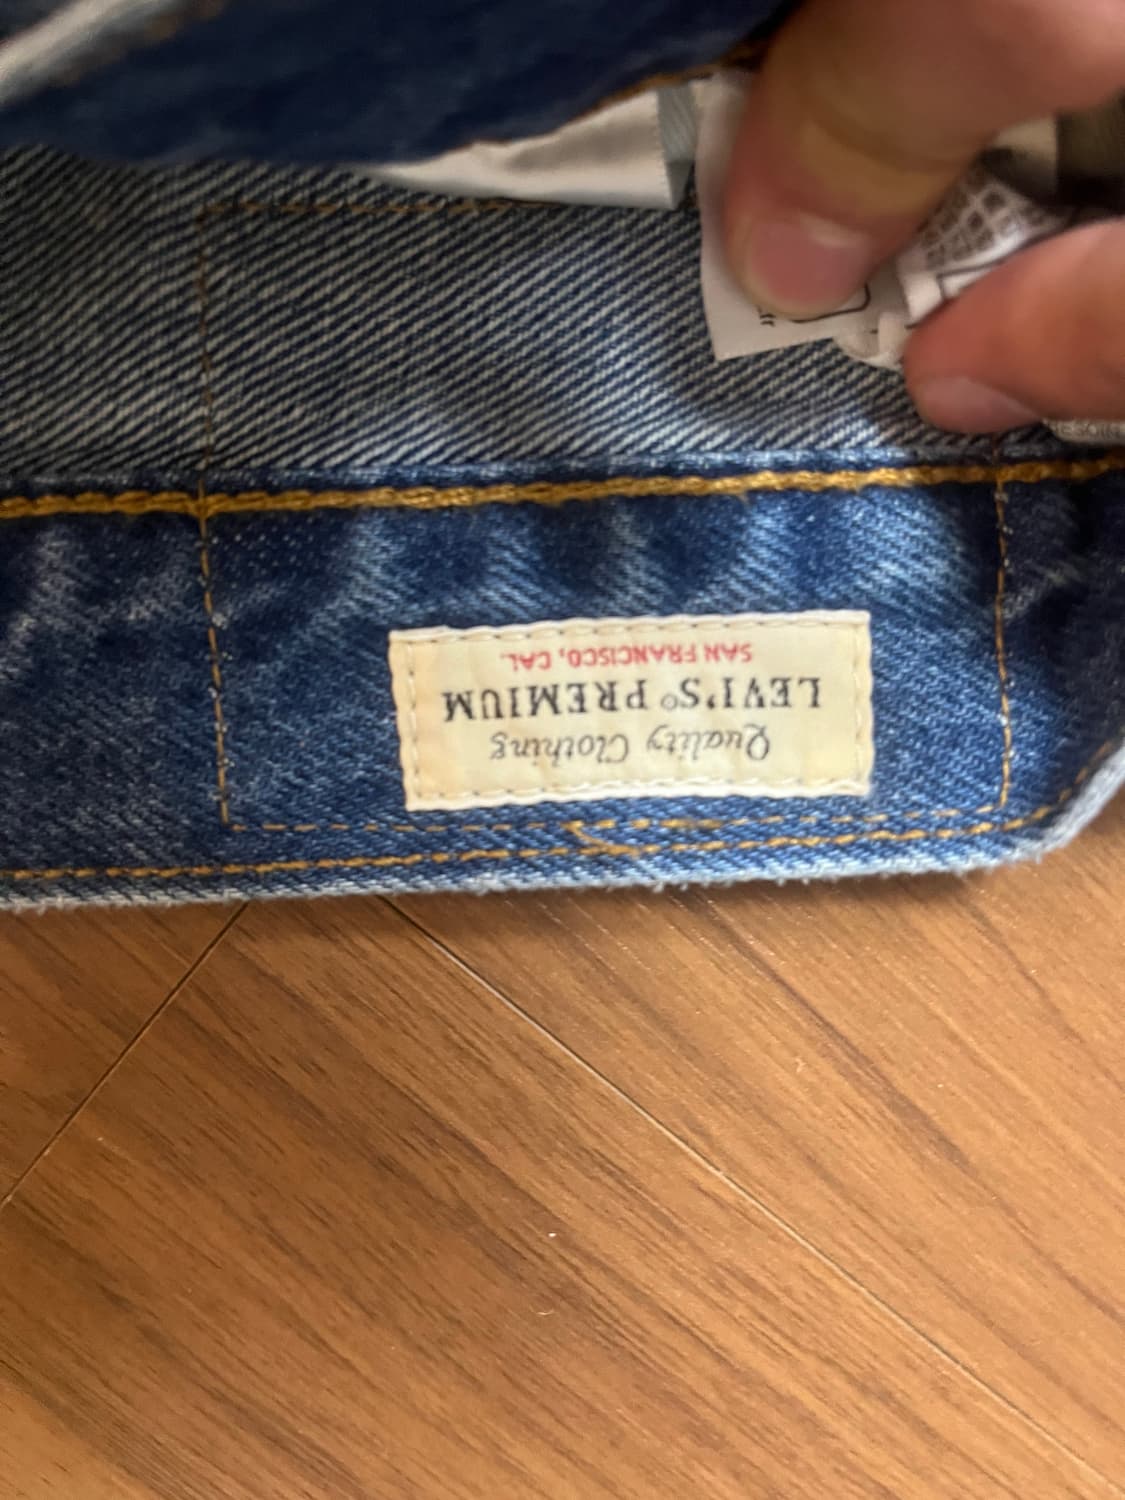 Quality Clothing
LEVI'S® PREMIUM
SAN FRANCISCO, CAL.